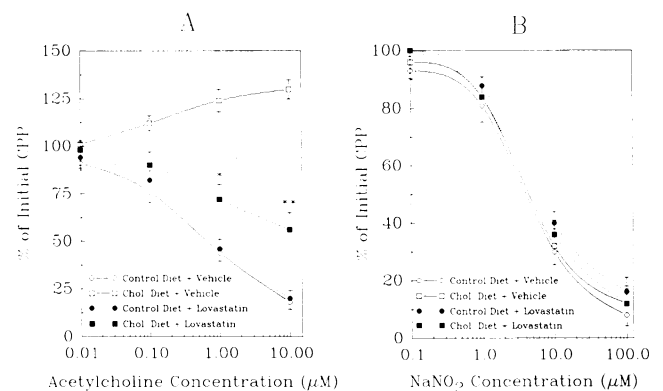 A
B
150
125
100
75
50
25
0
% of Initial CPP
0.01
0.10
1.00
10.00
Acetylcholine Concentration (μM)
Control Diet + Vehicle
Chol Diet + Vehicle
Control Diet + Lovastatin
Chol Diet + Lovastatin
*
**
100
80
60
40
20
0
% of Initial CPP
0.1
1.0
10.0
100.0
NaNO₂ Concentration (μM)
Control Diet + Vehicle
Chol Diet + Vehicle
Control Diet + Lovastatin
Chol Diet + Lovastatin